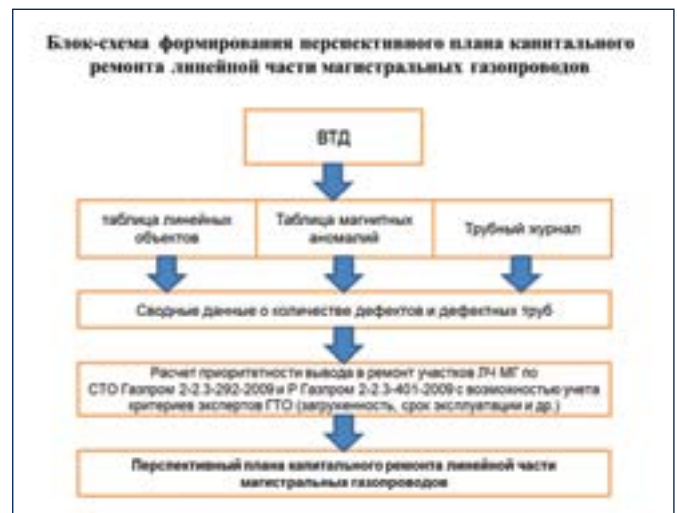 Блок-схема формирования перспективного плана капитального
ремонта линейной части магистральных газопроводов
ВТД
таблица линейных
объектов
Таблица магнитных
аномалий
Трубный журнал
Сводные данные о количестве дефектов и дефектных труб
Расчет приоритетности вывода в ремонт участков ЛЧ МГ по
СТО Газпром 2-2.3-292-2009 и Р Газпром 2-2.3-401-2009 с возможностью учета
критериев экспертов ГТО (загруженность, срок эксплуатации и др.)
Перспективный плана капитального ремонта линейной части
магистральных газопроводов